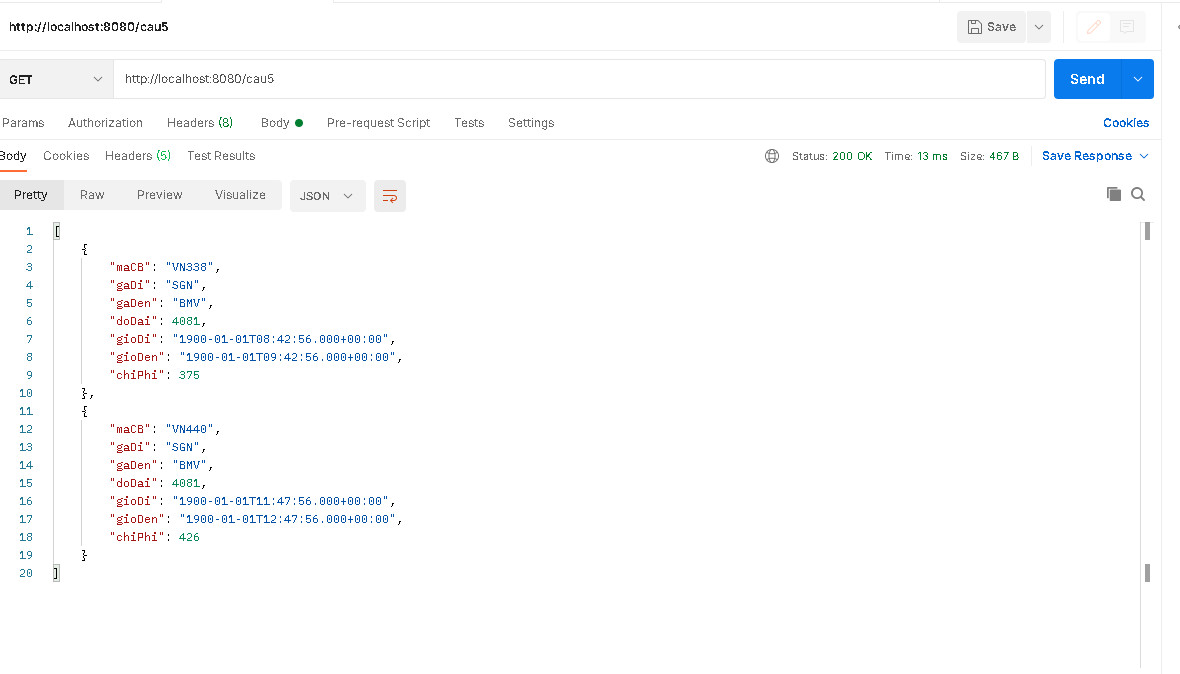 http://localhost:8080/cau5
Save
GET
http://localhost:8080/cau5
Send
Params Authorization Headers (8) Body Pre-request Script Tests Settings Cookies
Body Cookies Headers (5) Test Results Status: 200 OK Time: 13 ms Size: 467 B Save Response
Pretty Raw Preview Visualize JSON
1 [
2 {
3 "maCB": "VN338",
4 "gaDi": "SGN",
5 "gaDen": "BMV",
6 "doDai": 4081,
7 "gioDi": "1900-01-01T08:42:56.000+00:00",
8 "gioDen": "1900-01-01T09:42:56.000+00:00",
9 "chiPhi": 375
10 },
11 {
12 "maCB": "VN440",
13 "gaDi": "SGN",
14 "gaDen": "BMV",
15 "doDai": 4081,
16 "gioDi": "1900-01-01T11:47:56.000+00:00",
17 "gioDen": "1900-01-01T12:47:56.000+00:00",
18 "chiPhi": 426
19 }
20 ]